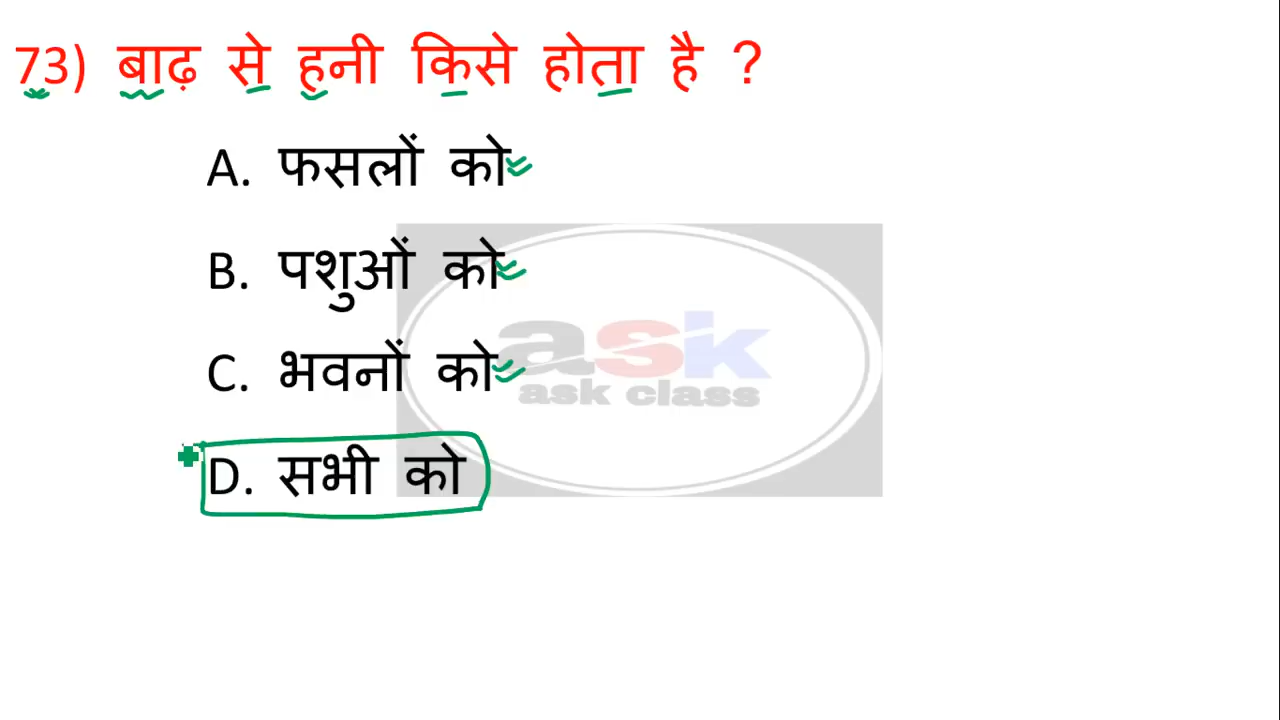 73) बाढ़ से हनी किसे होता है ?
A. फसलों को
B. पशुओं को
ask
C. भवनों को
ask class
D. सभी को